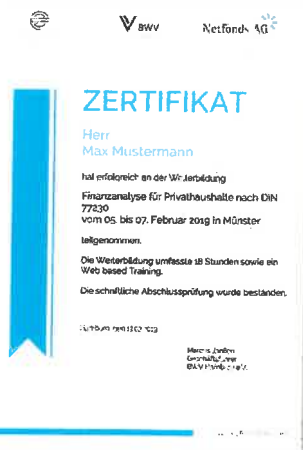 BWV
Netfonds AG
ZERTIFIKAT
Herr
Max Mustermann
hat erfolgreich an der Weiterbildung
Finanzanalyse für Privathaushalte nach DIN
77230
vom 05. bis 07. Februar 2019 in Münster
teilgenommen.
Die Weiterbildung umfasste 18 Stunden sowie ein
Web based Training.
Die schriftliche Abschlussprüfung wurde bestanden.
Geschäftsführer